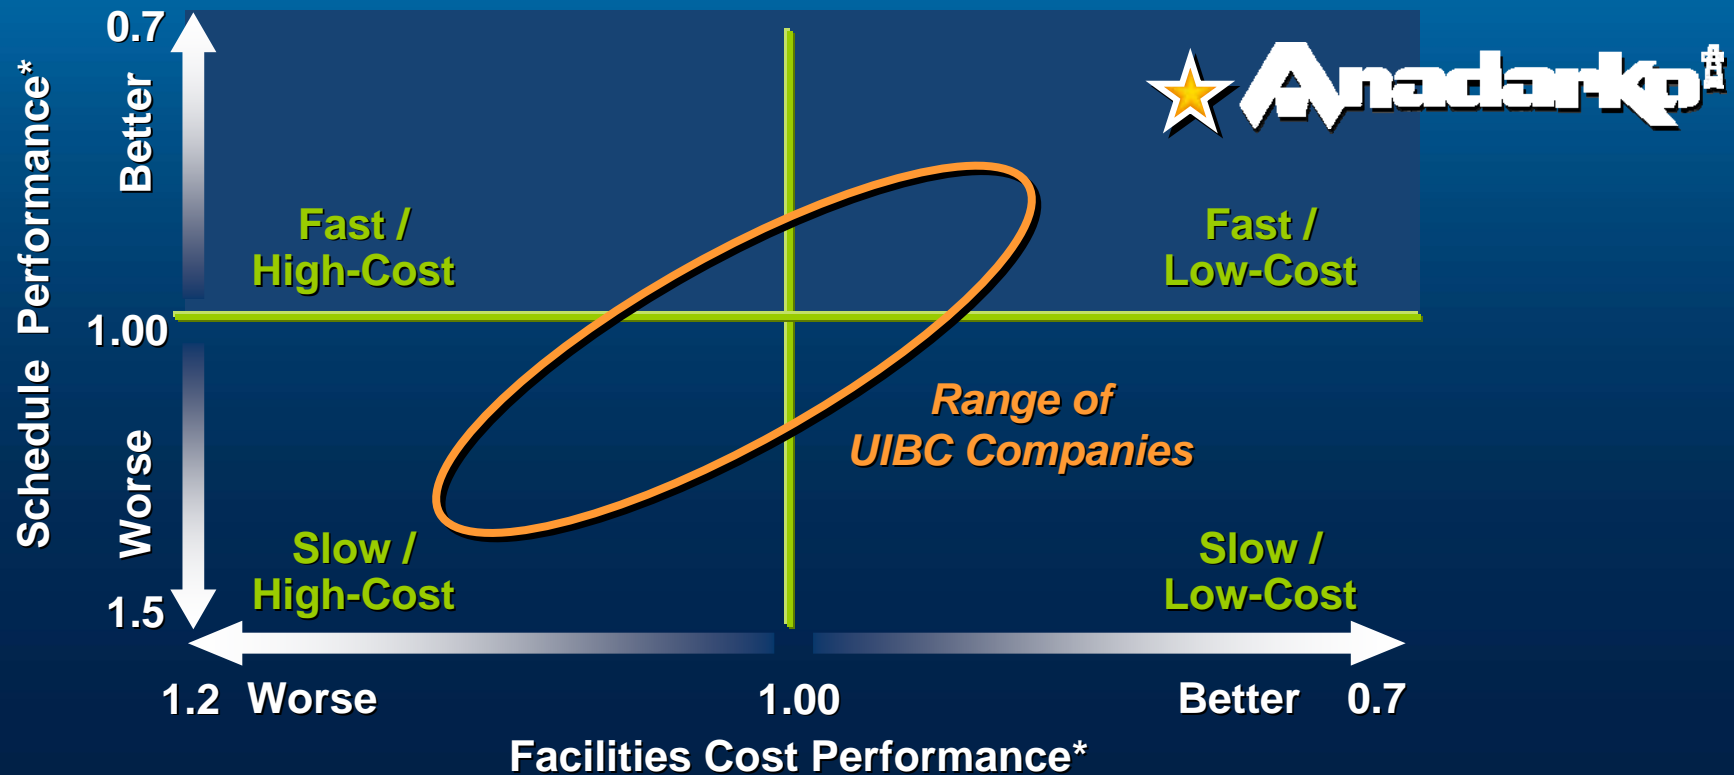 0.7
Better
Schedule Performance*
Anadarko
Fast /
High-Cost
Fast /
Low-Cost
1.00
Range of
UIBC Companies
Worse
Slow /
High-Cost
Slow /
Low-Cost
1.5
1.2 Worse
1.00
Better 0.7
Facilities Cost Performance*